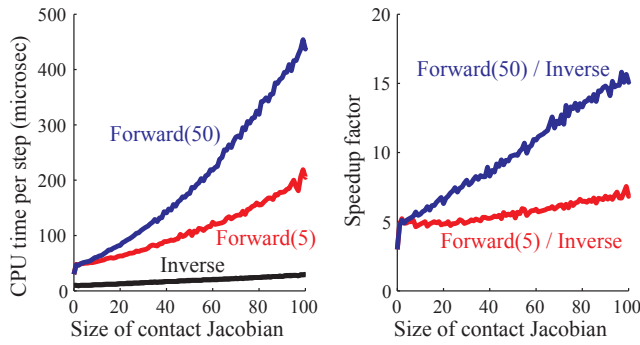 CPU time per step (microsec)
500
400
300
200
100
0
Forward(50)
Forward(5)
Inverse
0 20 40 60 80 100
Size of contact Jacobian
Speedup factor
20
15
10
5
0
Forward(50) / Inverse
Forward(5) / Inverse
0 20 40 60 80 100
Size of contact Jacobian